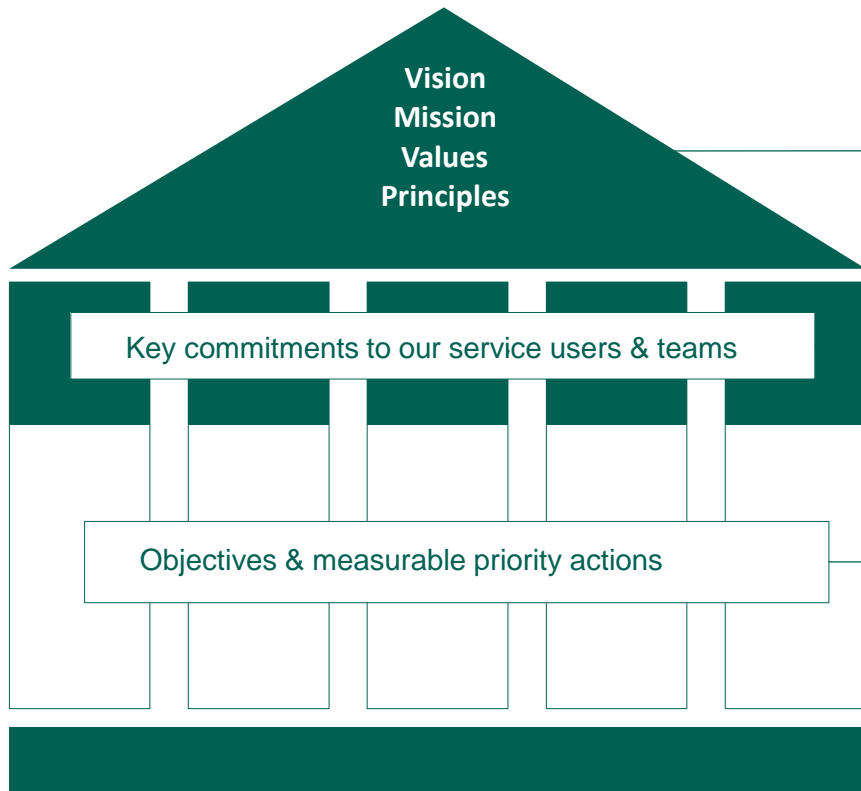 Vision
Mission
Values
Principles
Key commitments to our service users & teams
Objectives & measurable priority actions